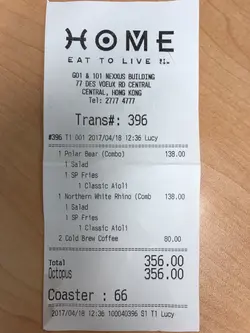 HOME
EAT TO LIVE
G01 & 101 NEXXUS BUILDING
77 DES VOEUX RD CENTRAL
CENTRAL, HONG KONG
Tel: 2777 4777
Trans#: 396
#396 T1 001 2017/04/18 12:36 Lucy
1 Polar Bear (Combo) 138.00
1 Salad
1 SP Fries
1 Classic Aioli
1 Northern White Rhino (Comb 138.00
1 Salad
1 SP Fries
1 Classic Aioli
2 Cold Brew Coffee 80.00
Total 356.00
Octopus 356.00
Coaster : 66
2017/04/18 12:36 100040396 S1 T1 Lucy